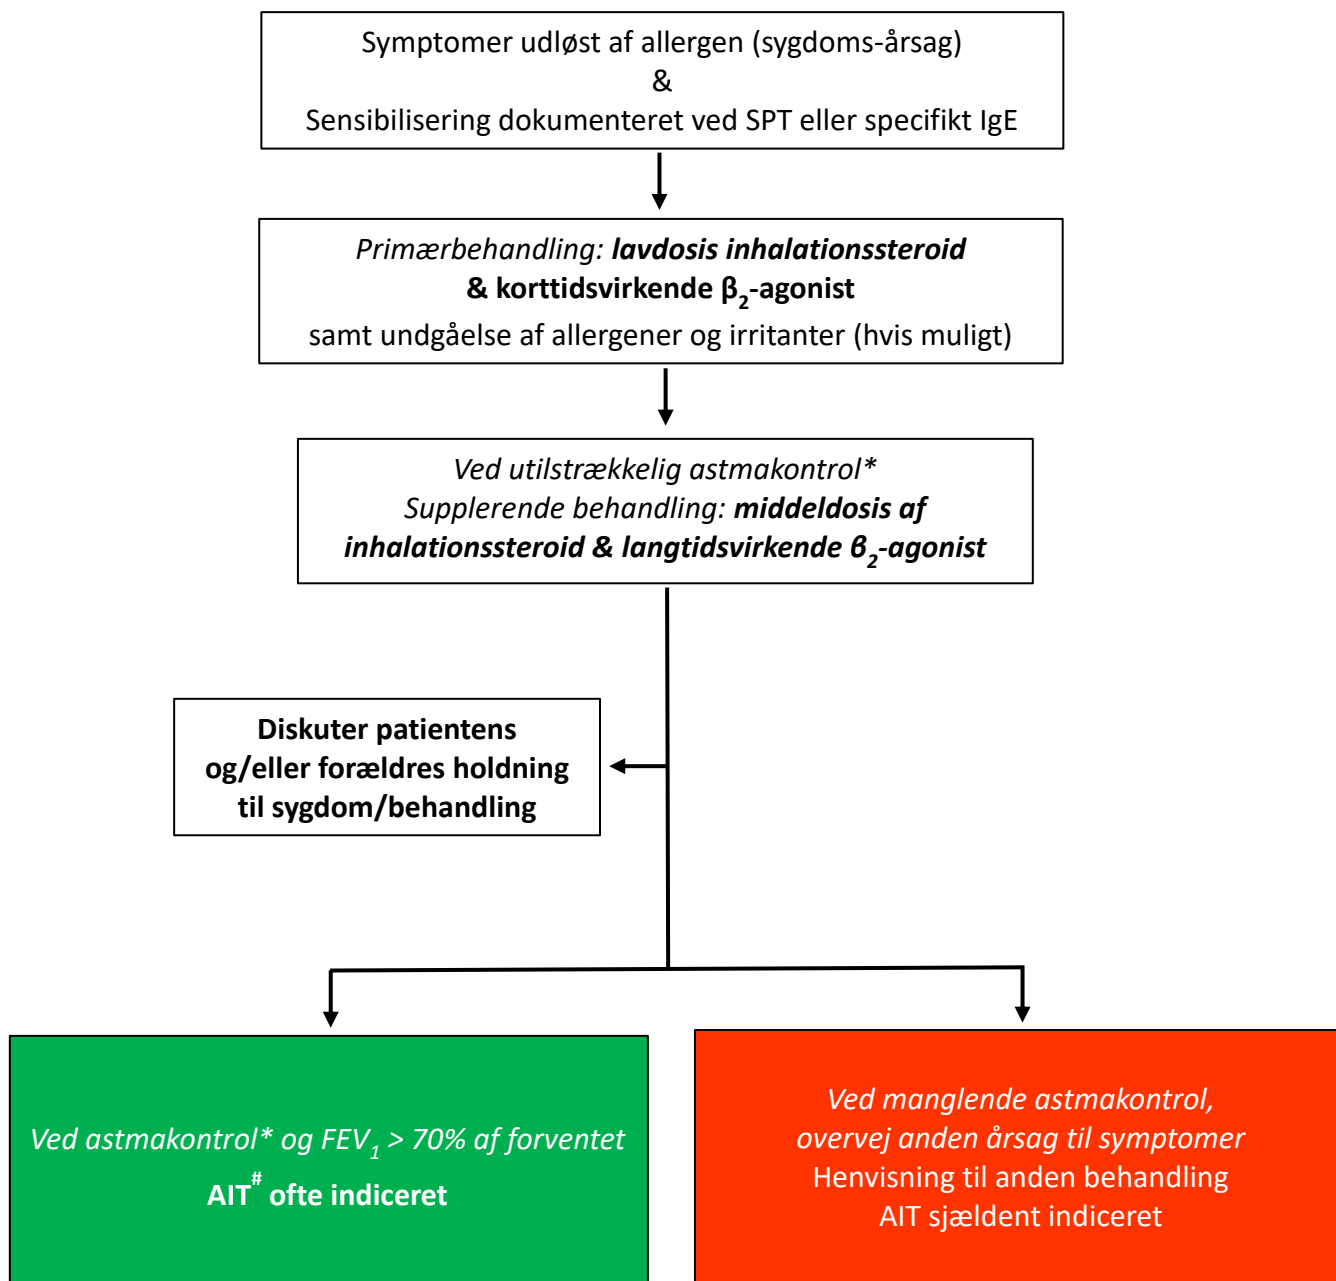 Symptomer udløst af allergen (sygdoms-årsag)
&
Sensibilisering dokumenteret ved SPT eller specifikt IgE
Primærbehandling: lavdosis inhalationssteroid
& korttidsvirkende β₂-agonist
samt undgåelse af allergener og irritanter (hvis muligt)
Ved utilstrækkelig astmakontrol*
Supplerende behandling: middeldosis af
inhalationssteroid & langtidsvirkende β₂-agonist
Diskuter patientens
og/eller forældres holdning
til sygdom/behandling
Ved astmakontrol* og FEV₁ > 70% af forventet
AIT# ofte indiceret
Ved manglende astmakontrol,
overvej anden årsag til symptomer
Henvisning til anden behandling
AIT sjældent indiceret